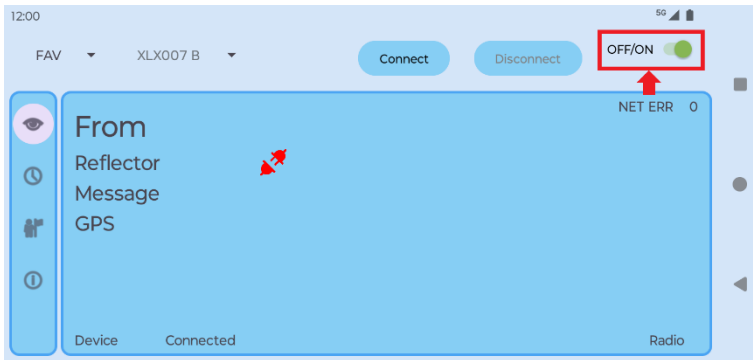 12:00 5G
FAV XLX007 B Connect Disconnect OFF/ON
NET ERR 0
From
Reflector
Message
GPS
Device Connected Radio